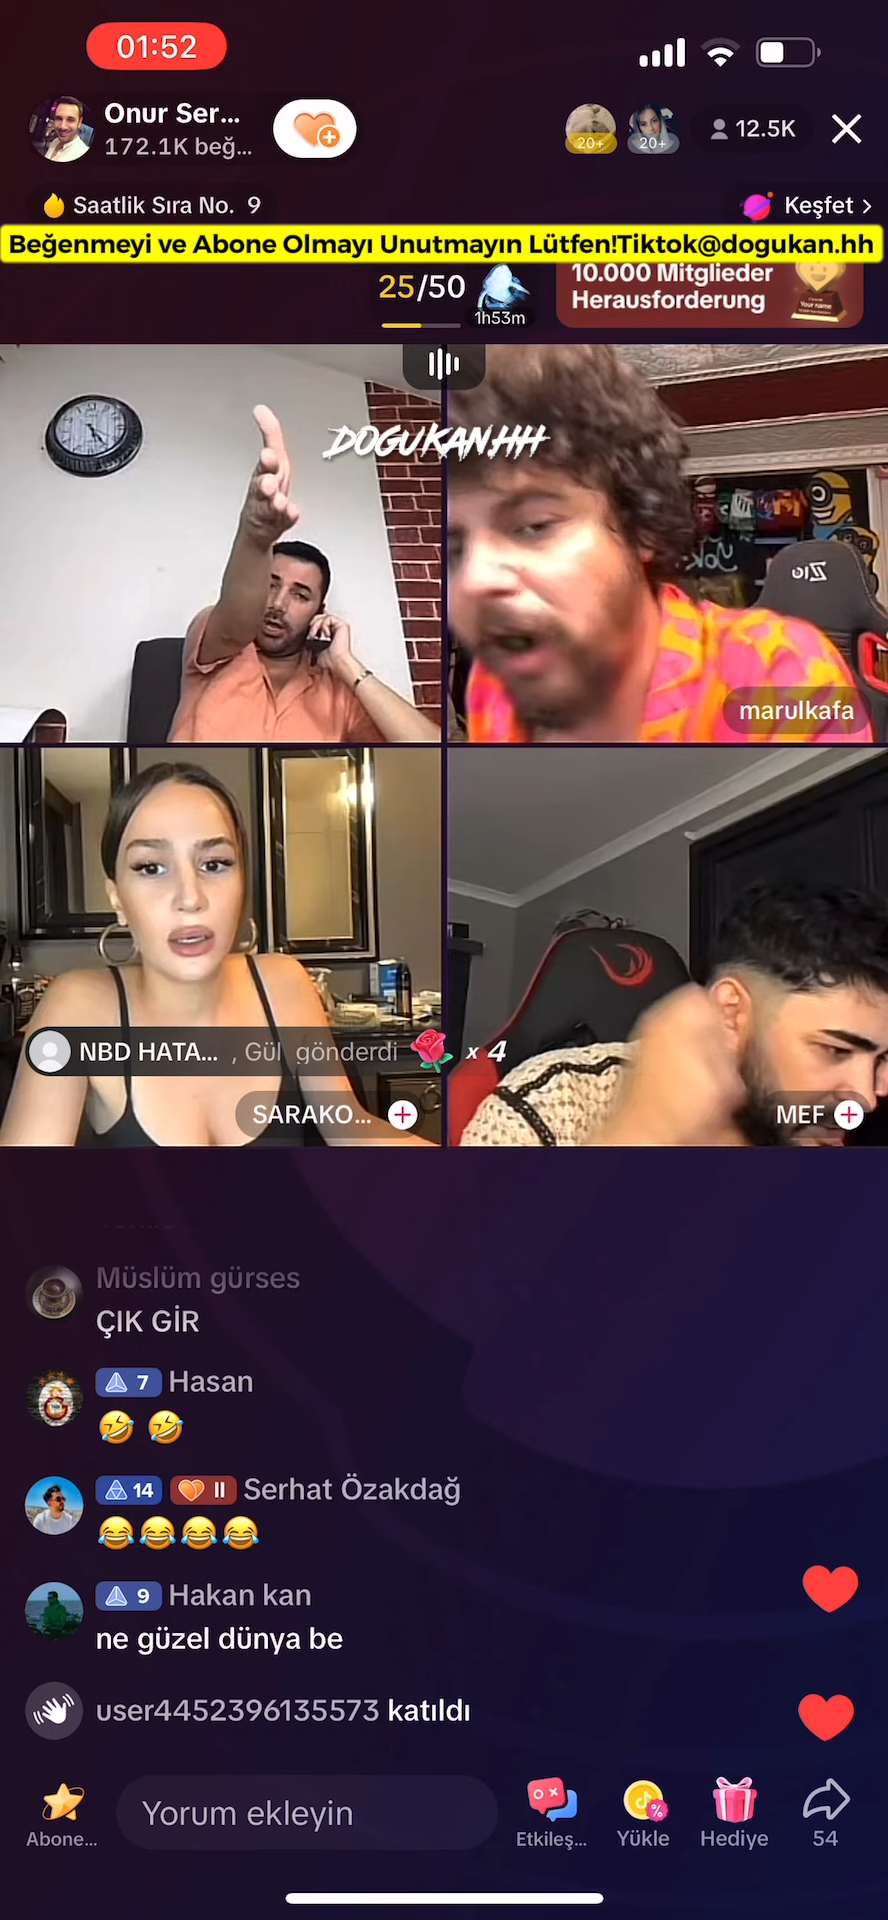 01:52
Onur Ser...
172.1K beğ...
20+
20+
12.5K
Saatlik Sıra No. 9
Keşfet >
Beğenmeyi ve Abone Olmayı Unutmayın Lütfen!Tiktok@dogukan.hh
25/50
1h53m
10.000 Mitglieder
Herausforderung
Your name
DOGUKAN.HH
marulkafa
NBD HATA... , Gül gönderdi x 4
SARAKO...
MEF
Müslüm gürses
ÇIK GİR
7 Hasan
🤣 🤣
14 II Serhat Özakdağ
😂😂😂😂
9 Hakan kan
ne güzel dünya be
user4452396135573 katıldı
Abone...
Yorum ekleyin
Etkileş...
Yükle
Hediye
54